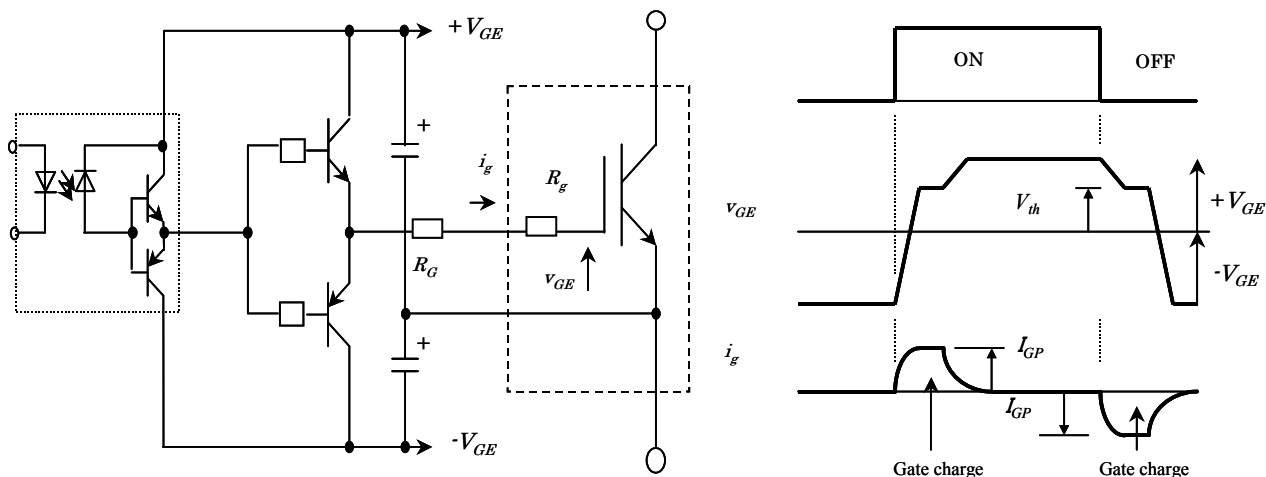 +V_GE
+
i_g
R_g
R_G
v_GE
+
-V_GE
ON
OFF
v_GE
V_th
+V_GE
-V_GE
i_g
I_GP
I_GP
Gate charge
Gate charge